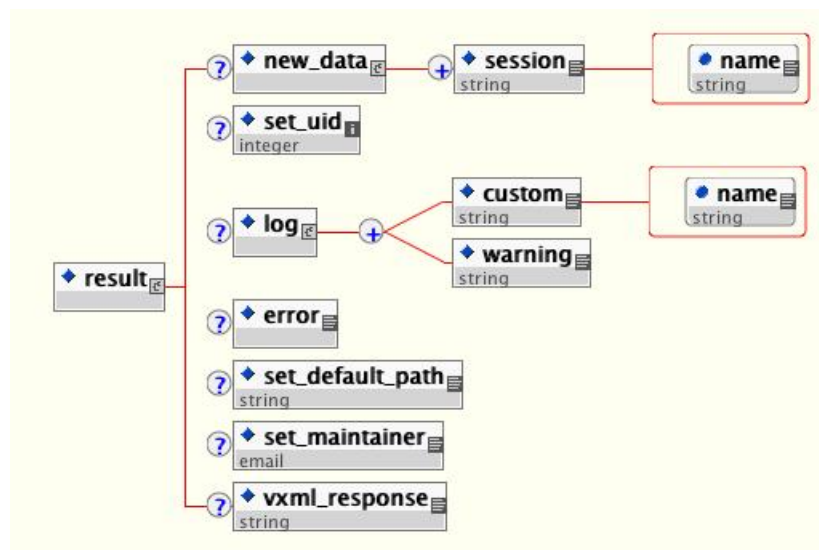 ? new_data + session name
string string
? set_uid
integer
custom name
string string
? log +
warning
string
result
? error
? set_default_path
string
? set_maintainer
email
? vxml_response
string